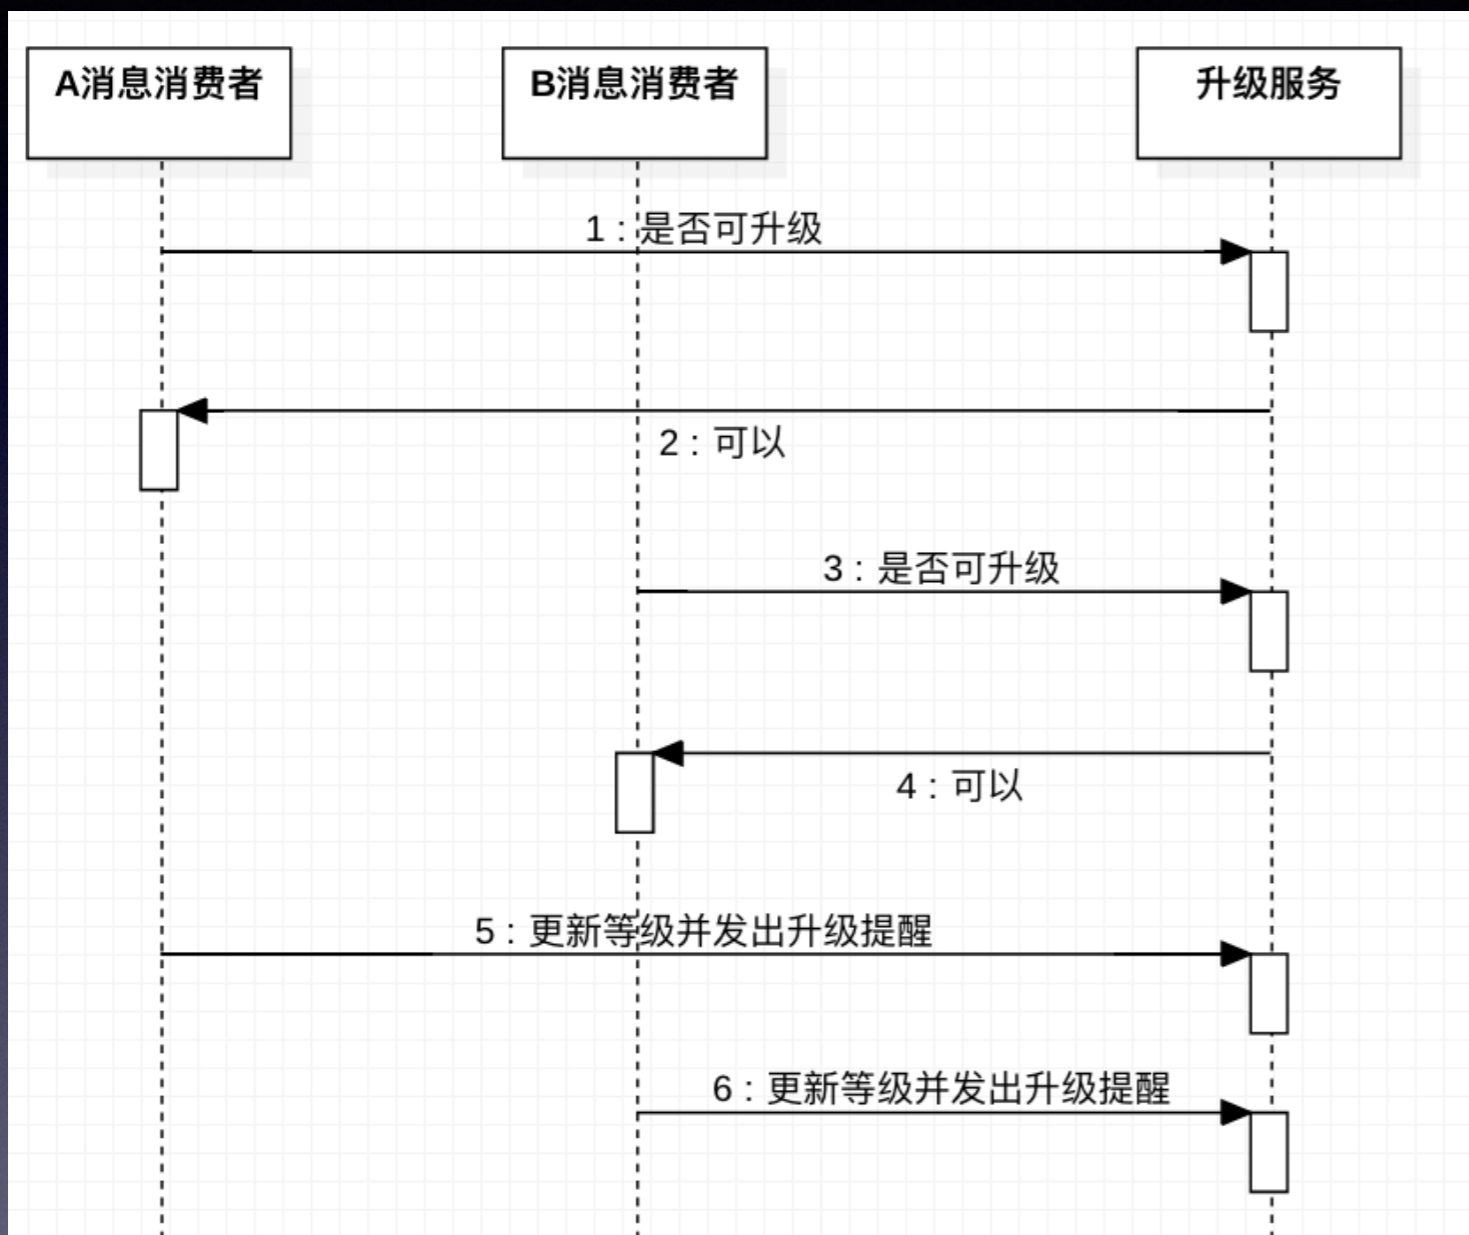 A消息消费者
B消息消费者
升级服务
1 : 是否可升级
2 : 可以
3 : 是否可升级
4 : 可以
5 : 更新等级并发出升级提醒
6 : 更新等级并发出升级提醒